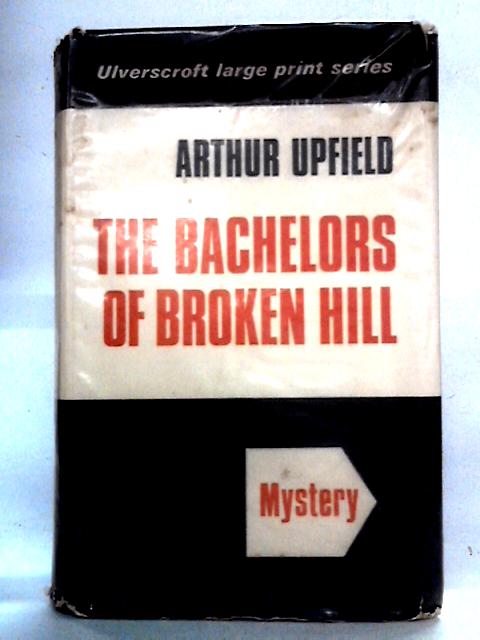 Ulverscroft large print series
ARTHUR UPFIELD
THE BACHELORS
OF BROKEN HILL
Mystery